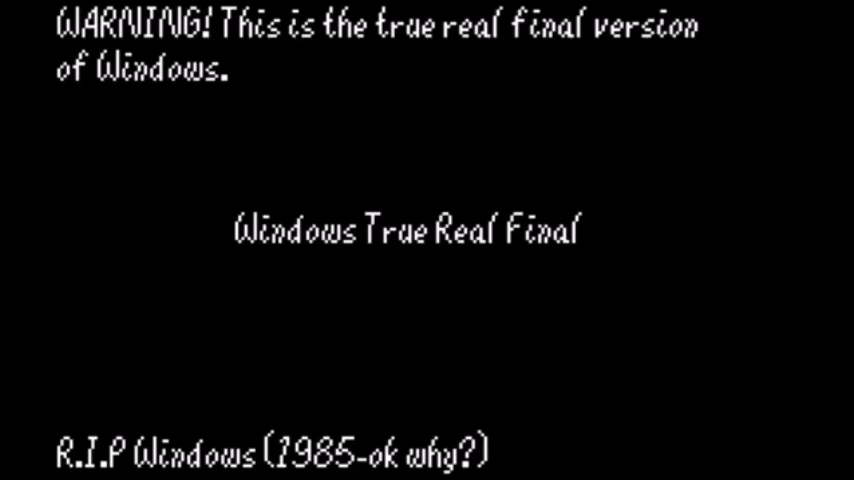 WARNING! This is the true real final version
of Windows.
Windows True Real Final
R.I.P Windows (1985-ok why?)